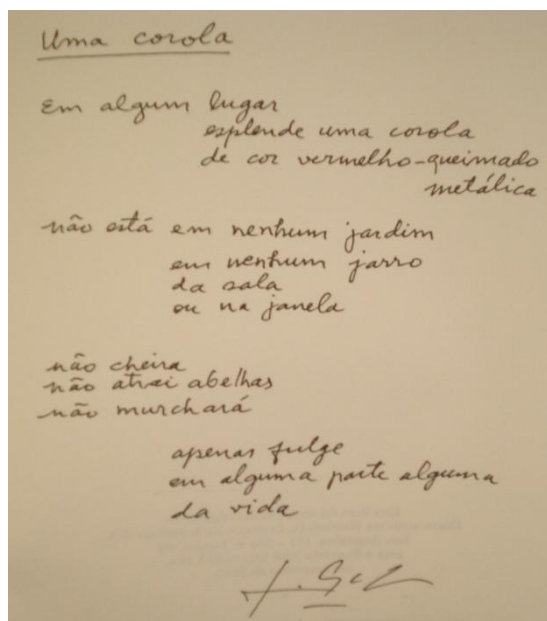 Uma corola
Em algum lugar
esplende uma corola
de cor vermelho-queimado
metálica
não está em nenhum jardim
em nenhum jarro
da sala
ou na janela
não cheira
não atrai abelhas
não murchará
apenas fulge
em alguma parte alguma
da vida